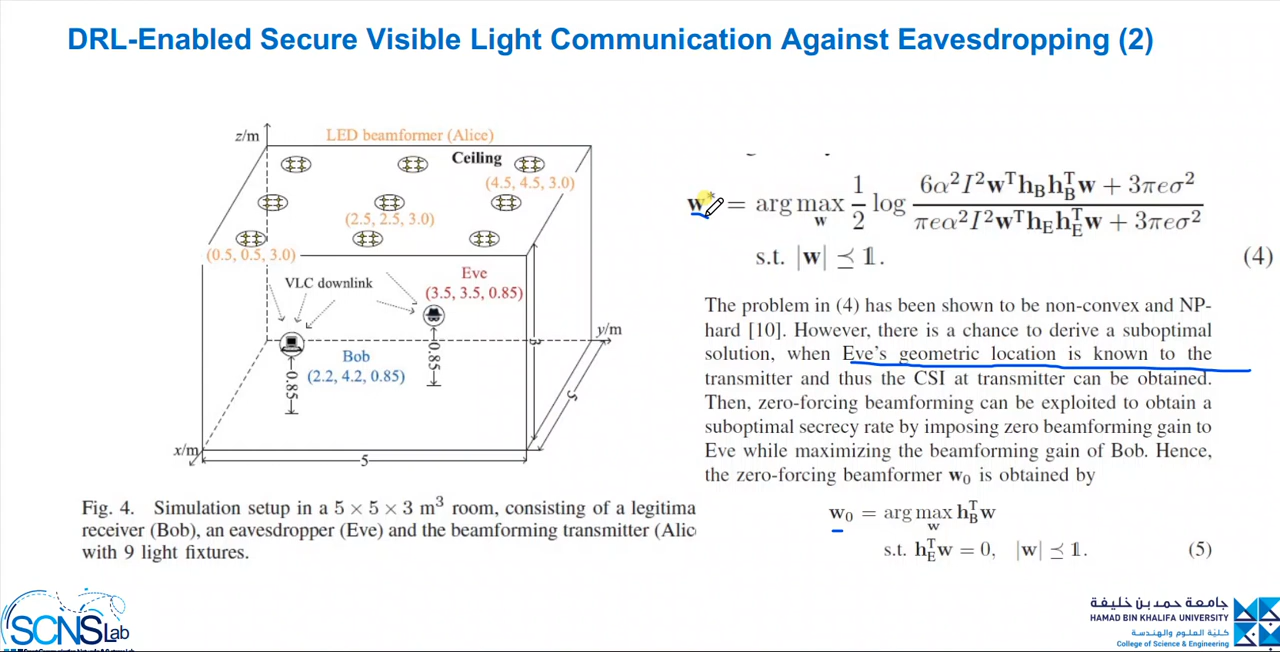 DRL-Enabled Secure Visible Light Communication Against Eavesdropping (2)
z/m
LED beamformer (Alice)
Ceiling
(4.5, 4.5, 3.0)
(2.5, 2.5, 3.0)
(0.5, 0.5, 3.0)
VLC downlink
Eve
(3.5, 3.5, 0.85)
y/m
3
Bob
(2.2, 4.2, 0.85)
0.85
0.85
5
x/m
5
Fig. 4. Simulation setup in a 5 × 5 × 3 m³ room, consisting of a legitima
receiver (Bob), an eavesdropper (Eve) and the beamforming transmitter (Alic
with 9 light fixtures.
w* = arg max_w 1/2 log (6α²I²wᵀh_Bh_Bᵀw + 3πeσ²) / (πeα²I²wᵀh_Eh_Eᵀw + 3πeσ²)
s.t. |w| ⪯ 𝟙. (4)
The problem in (4) has been shown to be non-convex and NP-
hard [10]. However, there is a chance to derive a suboptimal
solution, when Eve's geometric location is known to the
transmitter and thus the CSI at transmitter can be obtained.
Then, zero-forcing beamforming can be exploited to obtain a
suboptimal secrecy rate by imposing zero beamforming gain to
Eve while maximizing the beamforming gain of Bob. Hence,
the zero-forcing beamformer w₀ is obtained by
w₀ = arg max_w h_Bᵀw
s.t. h_Eᵀw = 0, |w| ⪯ 𝟙. (5)
SCNSLab
جامعة حمد بن خليفة
HAMAD BIN KHALIFA UNIVERSITY
كليّة العلوم والهندسة
College of Science & Engineering